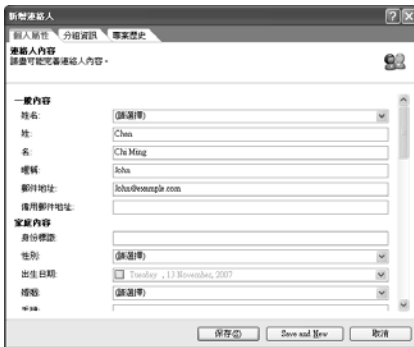 新增連絡人
個人屬性 分組資訊 專案歷史
連絡人內容
請盡可能完善連絡人內容。
一般內容
姓名: (請選擇)
姓: Chen
名: Chi Ming
暱稱: John
郵件地址: John@example.com
備用郵件地址:
家庭內容
身份標識:
性別: (請選擇)
出生日期: Tuesday , 13 November, 2007
婚姻: (請選擇)
保存(S) Save and New 取消